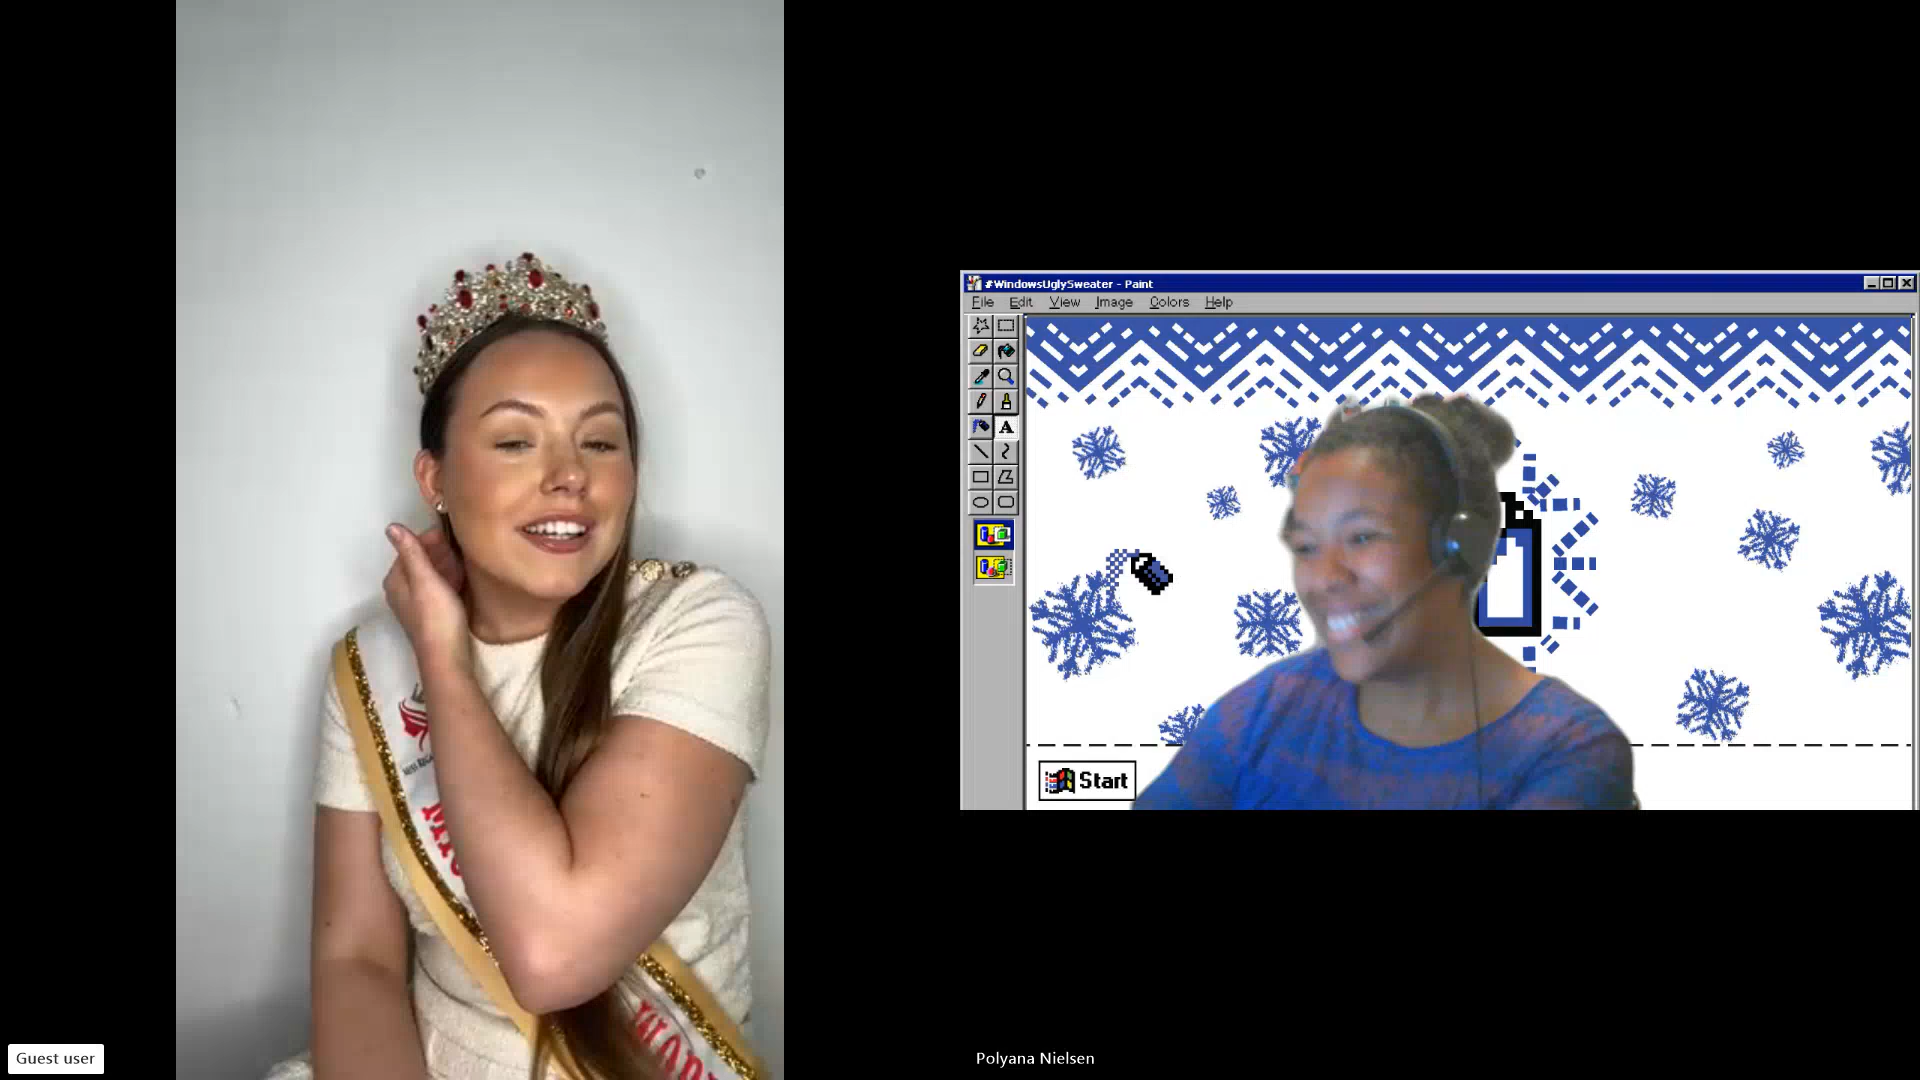 #WindowsUglySweater - Paint
File Edit View Image Colors Help
A
Start
Guest user
Polyana Nielsen